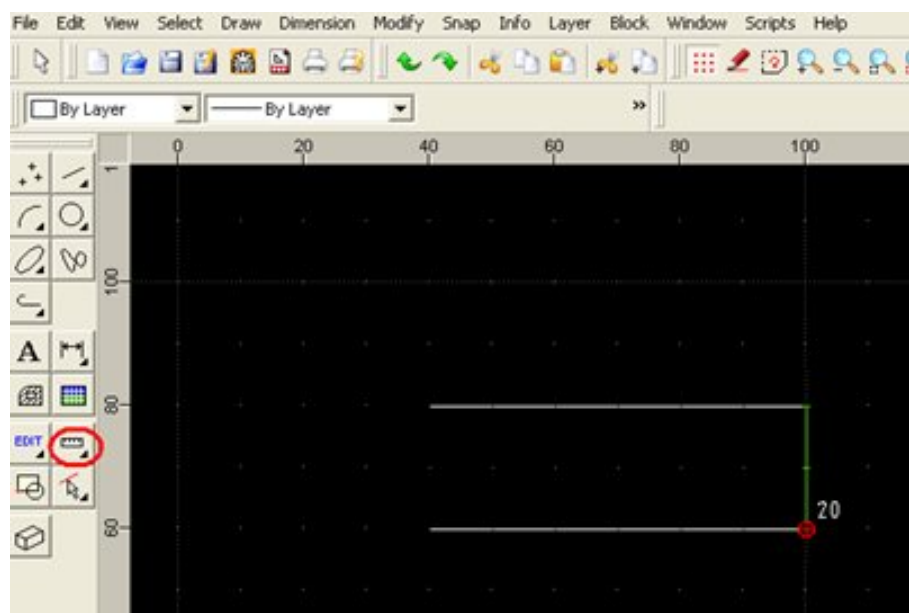 File Edit View Select Draw Dimension Modify Snap Info Layer Block Window Scripts Help
By Layer By Layer »
0 20 40 60 80 100
100
A
80
EDIT
20
60